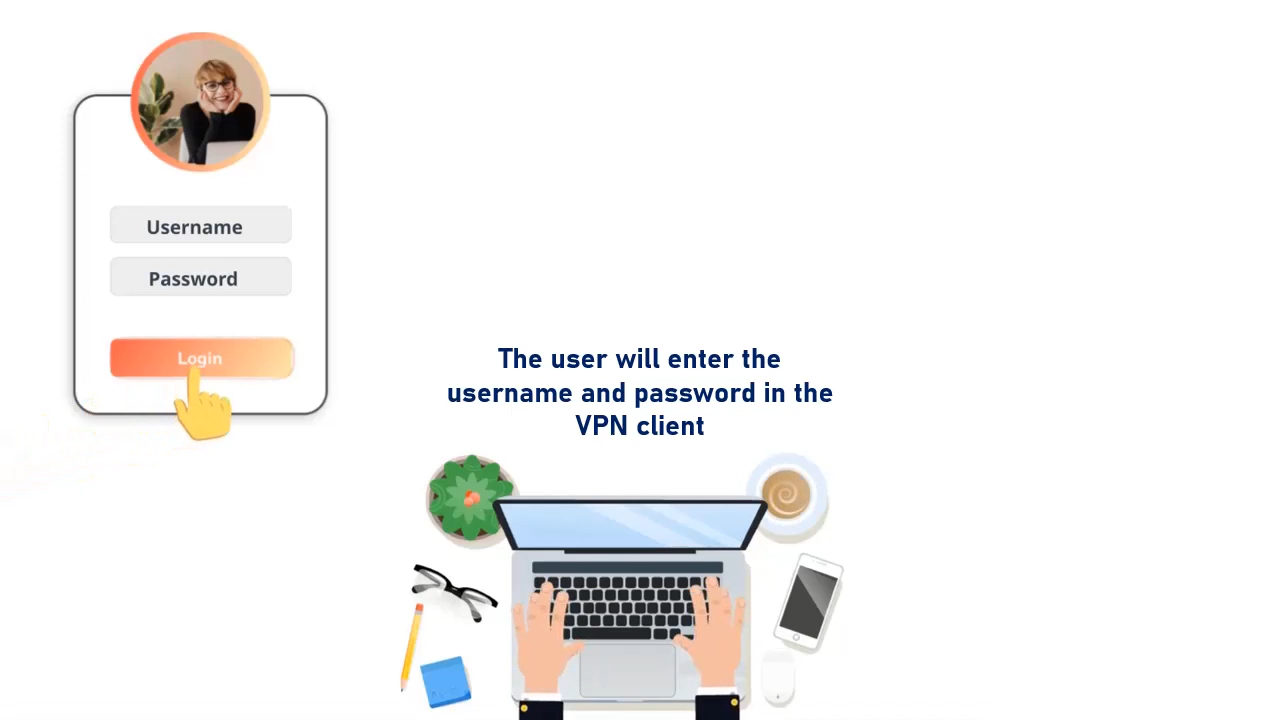 Username
Password
Login
The user will enter the
username and password in the
VPN client